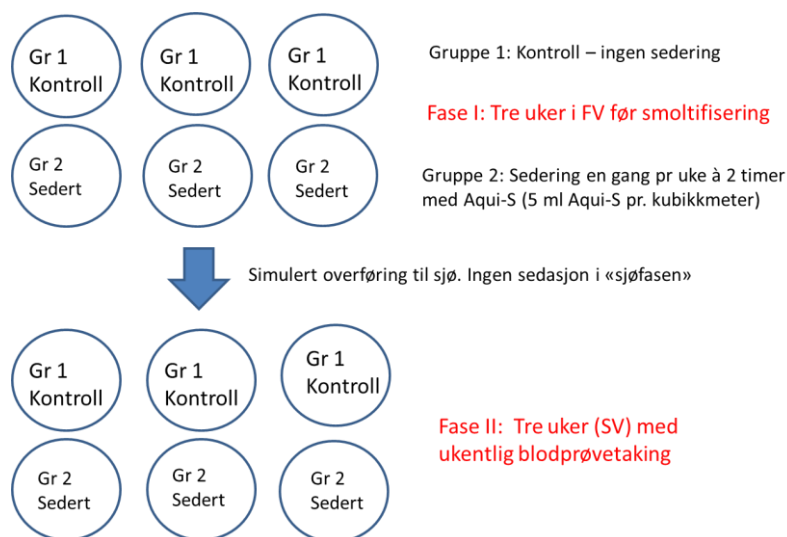 Gr 1
Kontroll
Gr 1
Kontroll
Gr 1
Kontroll
Gruppe 1: Kontroll – ingen sedering
Fase I: Tre uker i FV før smoltifisering
Gr 2
Sedert
Gr 2
Sedert
Gr 2
Sedert
Gruppe 2: Sedering en gang pr uke à 2 timer
med Aqui-S (5 ml Aqui-S pr. kubikkmeter)
Simulert overføring til sjø. Ingen sedasjon i «sjøfasen»
Gr 1
Kontroll
Gr 1
Kontroll
Gr 1
Kontroll
Fase II:  Tre uker (SV) med
ukentlig blodprøvetaking
Gr 2
Sedert
Gr 2
Sedert
Gr 2
Sedert